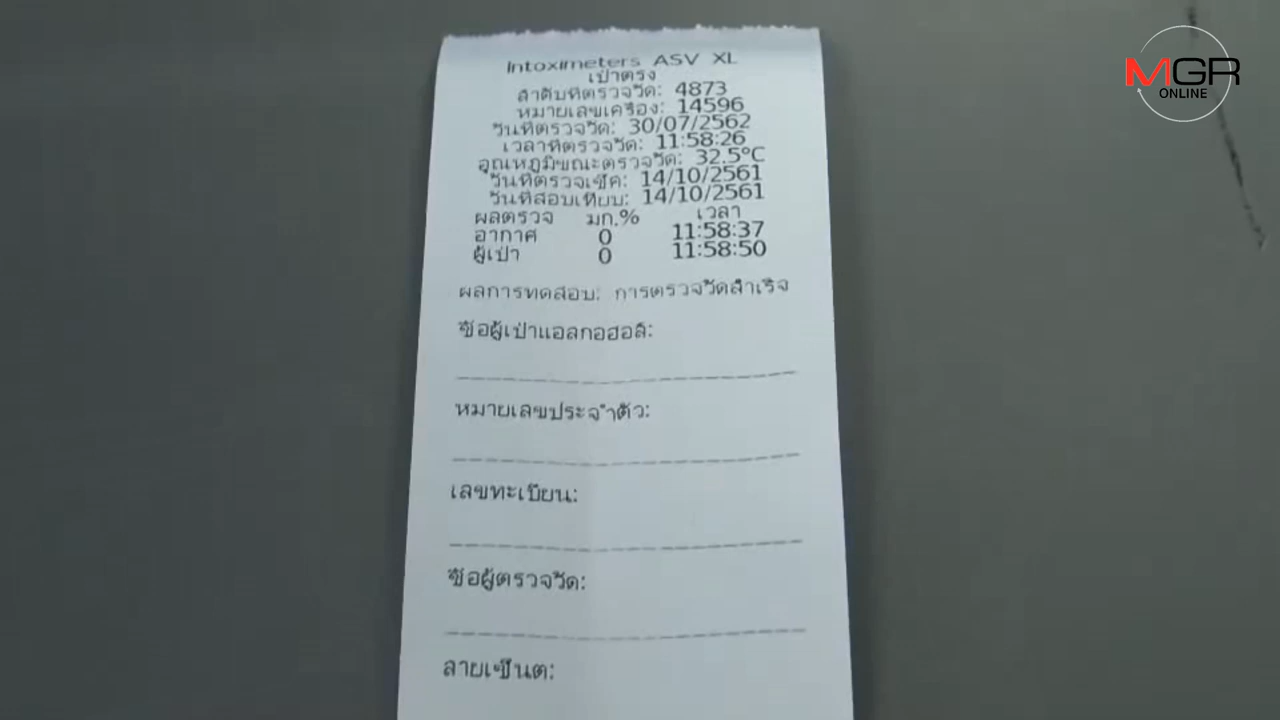 Intoximeters ASV XL
เป่าตรง
ลำดับที่ตรวจวัด: 4873
หมายเลขเครื่อง: 14596
วันที่ตรวจวัด: 30/07/2562
เวลาที่ตรวจวัด: 11:58:26
อุณหภูมิขณะตรวจวัด: 32.5°C
วันที่ตรวจเช็ค: 14/10/2561
วันที่สอบเทียบ: 14/10/2561
ผลตรวจ มก.% เวลา
อากาศ 0 11:58:37
ผู้เป่า 0 11:58:50
ผลการทดสอบ: การตรวจวัดสำเร็จ
ชื่อผู้เป่าแอลกอฮอล์:
หมายเลขประจำตัว:
เลขทะเบียน:
ชื่อผู้ตรวจวัด:
ลายเซ็นต:
MGR
ONLINE